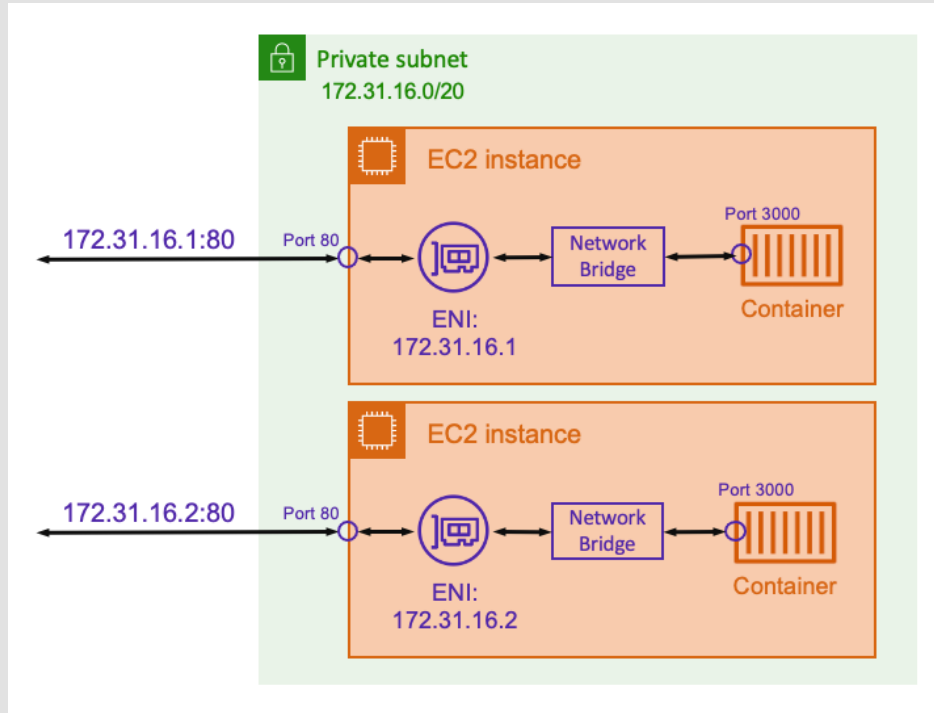 Private subnet
172.31.16.0/20
EC2 instance
Port 3000
172.31.16.1:80
Port 80
Network
Bridge
Container
ENI:
172.31.16.1
EC2 instance
Port 3000
172.31.16.2:80
Port 80
Network
Bridge
Container
ENI:
172.31.16.2